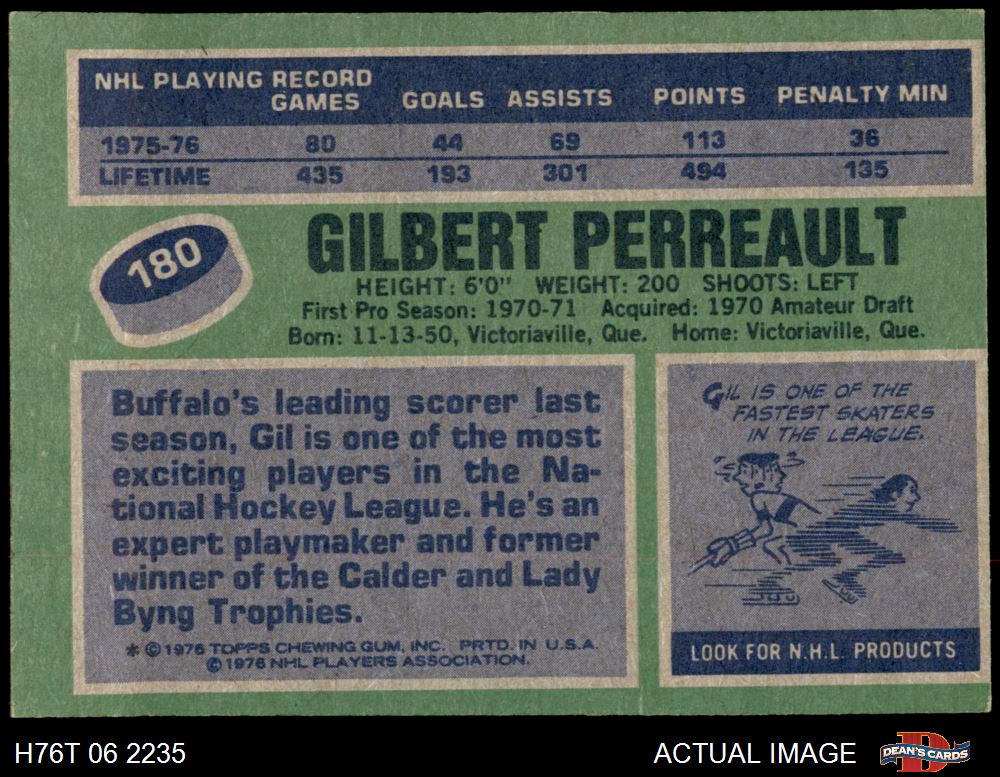 NHL PLAYING RECORD
GAMES GOALS ASSISTS POINTS PENALTY MIN
1975-76 80 44 69 113 36
LIFETIME 435 193 301 494 135
180
GILBERT PERREAULT
HEIGHT: 6'0" WEIGHT: 200 SHOOTS: LEFT
First Pro Season: 1970-71 Acquired: 1970 Amateur Draft
Born: 11-13-50, Victoriaville, Que. Home: Victoriaville, Que.
Buffalo's leading scorer last
season, Gil is one of the most
exciting players in the Na-
tional Hockey League. He's an
expert playmaker and former
winner of the Calder and Lady
Byng Trophies.
* © 1976 TOPPS CHEWING GUM, INC. PRTD. IN U.S.A.
© 1976 NHL PLAYERS ASSOCIATION.
GIL IS ONE OF THE
FASTEST SKATERS
IN THE LEAGUE.
LOOK FOR N.H.L. PRODUCTS
H76T 06 2235
ACTUAL IMAGE
DEAN'S CARDS